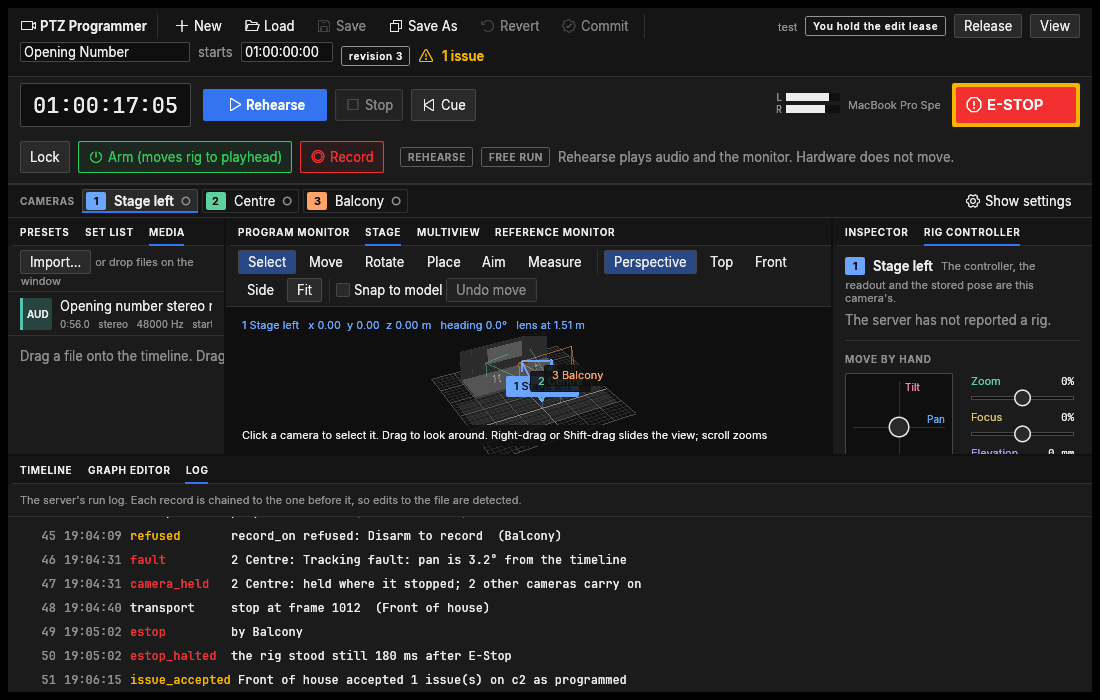 PTZ Programmer New Load Save Save As Revert Commit test You hold the edit lease Release View
Opening Number starts 01:00:00:00 revision 3 1 issue
01:00:17:05 Rehearse Stop Cue L R MacBook Pro Spe E-STOP
Lock Arm (moves rig to playhead) Record REHEARSE FREE RUN Rehearse plays audio and the monitor. Hardware does not move.
CAMERAS 1 Stage left 2 Centre 3 Balcony Show settings
PRESETS SET LIST MEDIA PROGRAM MONITOR STAGE MULTIVIEW REFERENCE MONITOR INSPECTOR RIG CONTROLLER
Import... or drop files on the window
AUD Opening number stereo
0:56.0 stereo 48000 Hz start
Drag a file onto the timeline. Drag
Select Move Rotate Place Aim Measure Perspective Top Front
Side Fit Snap to model Undo move
1 Stage left x 0.00 y 0.00 z 0.00 m heading 0.0° lens at 1.51 m
3 Balcony
2
1
Click a camera to select it. Drag to look around. Right-drag or Shift-drag slides the view; scroll zooms
1 Stage left The controller, the
readout and the stored pose are this
camera's.
The server has not reported a rig.
MOVE BY HAND
Tilt
Pan
Zoom 0%
Focus 0%
Elevation 0 mm
TIMELINE GRAPH EDITOR LOG
The server's run log. Each record is chained to the one before it, so edits to the file are detected.
45 19:04:09 refused record_on refused: Disarm to record (Balcony)
46 19:04:31 fault 2 Centre: Tracking fault: pan is 3.2° from the timeline
47 19:04:31 camera_held 2 Centre: held where it stopped; 2 other cameras carry on
48 19:04:40 transport stop at frame 1012 (Front of house)
49 19:05:02 estop by Balcony
50 19:05:02 estop_halted the rig stood still 180 ms after E-Stop
51 19:06:15 issue_accepted Front of house accepted 1 issue(s) on c2 as programmed